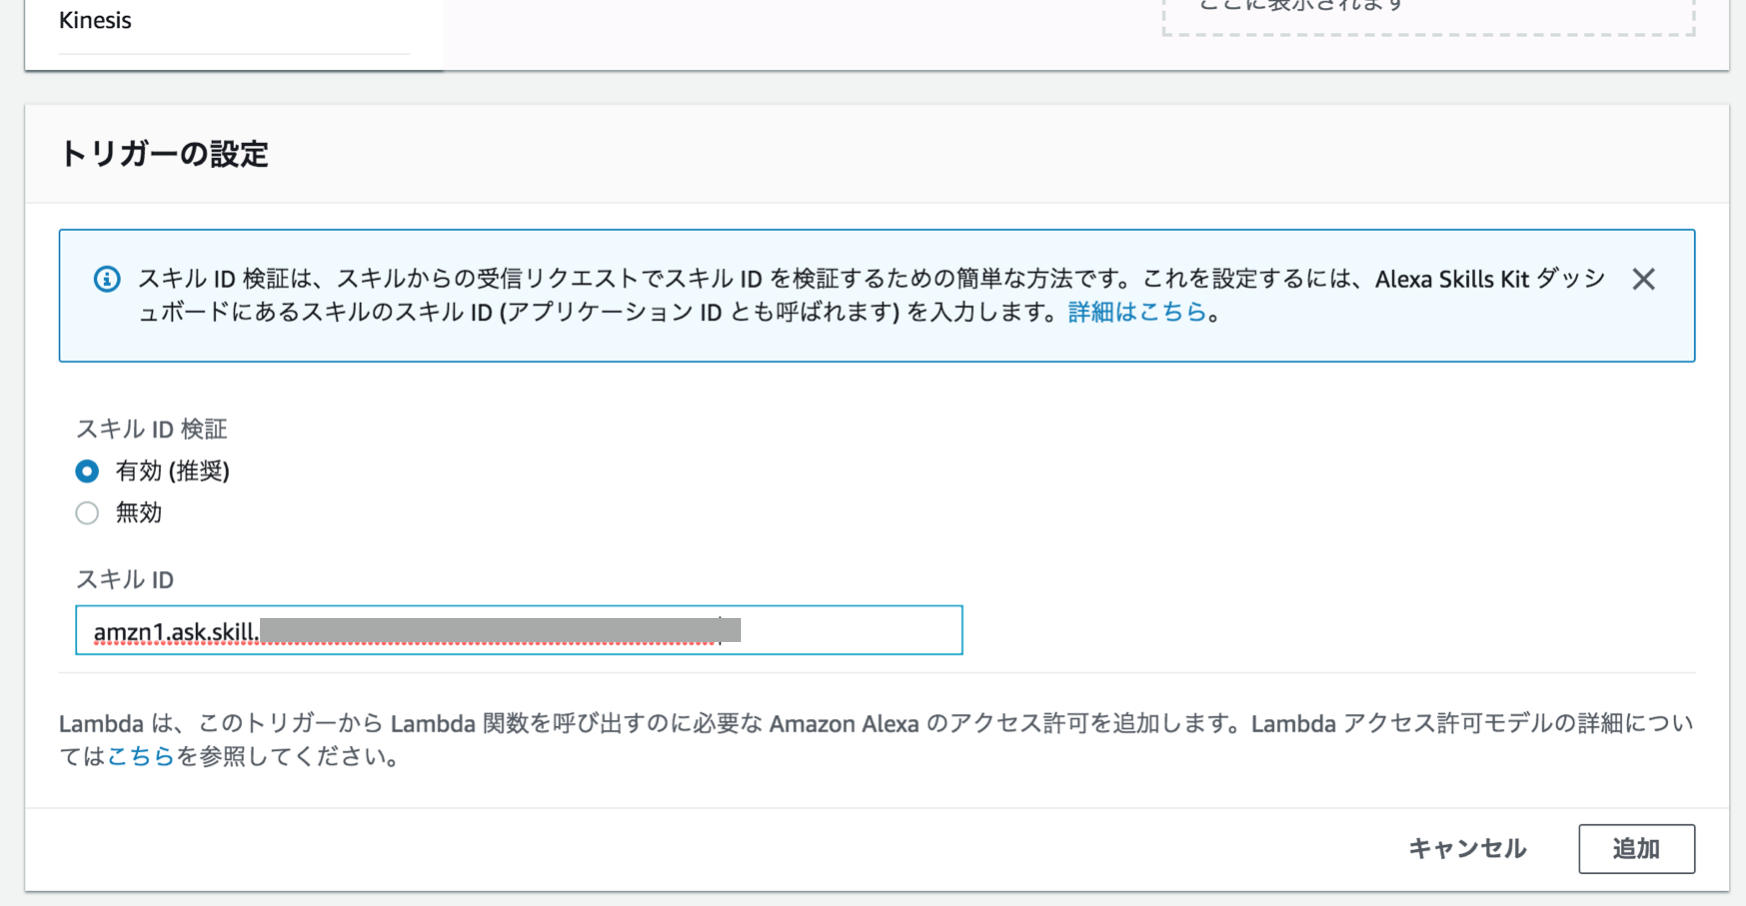 Kinesis
ここに表示されます
トリガーの設定
スキル ID 検証は、スキルからの受信リクエストでスキル ID を検証するための簡単な方法です。これを設定するには、Alexa Skills Kit ダッシ
ュボードにあるスキルのスキル ID (アプリケーション ID とも呼ばれます) を入力します。詳細はこちら。
スキル ID 検証
有効 (推奨)
無効
スキル ID
amzn1.ask.skill.
Lambda は、このトリガーから Lambda 関数を呼び出すのに必要な Amazon Alexa のアクセス許可を追加します。Lambda アクセス許可モデルの詳細につい
てはこちらを参照してください。
キャンセル
追加